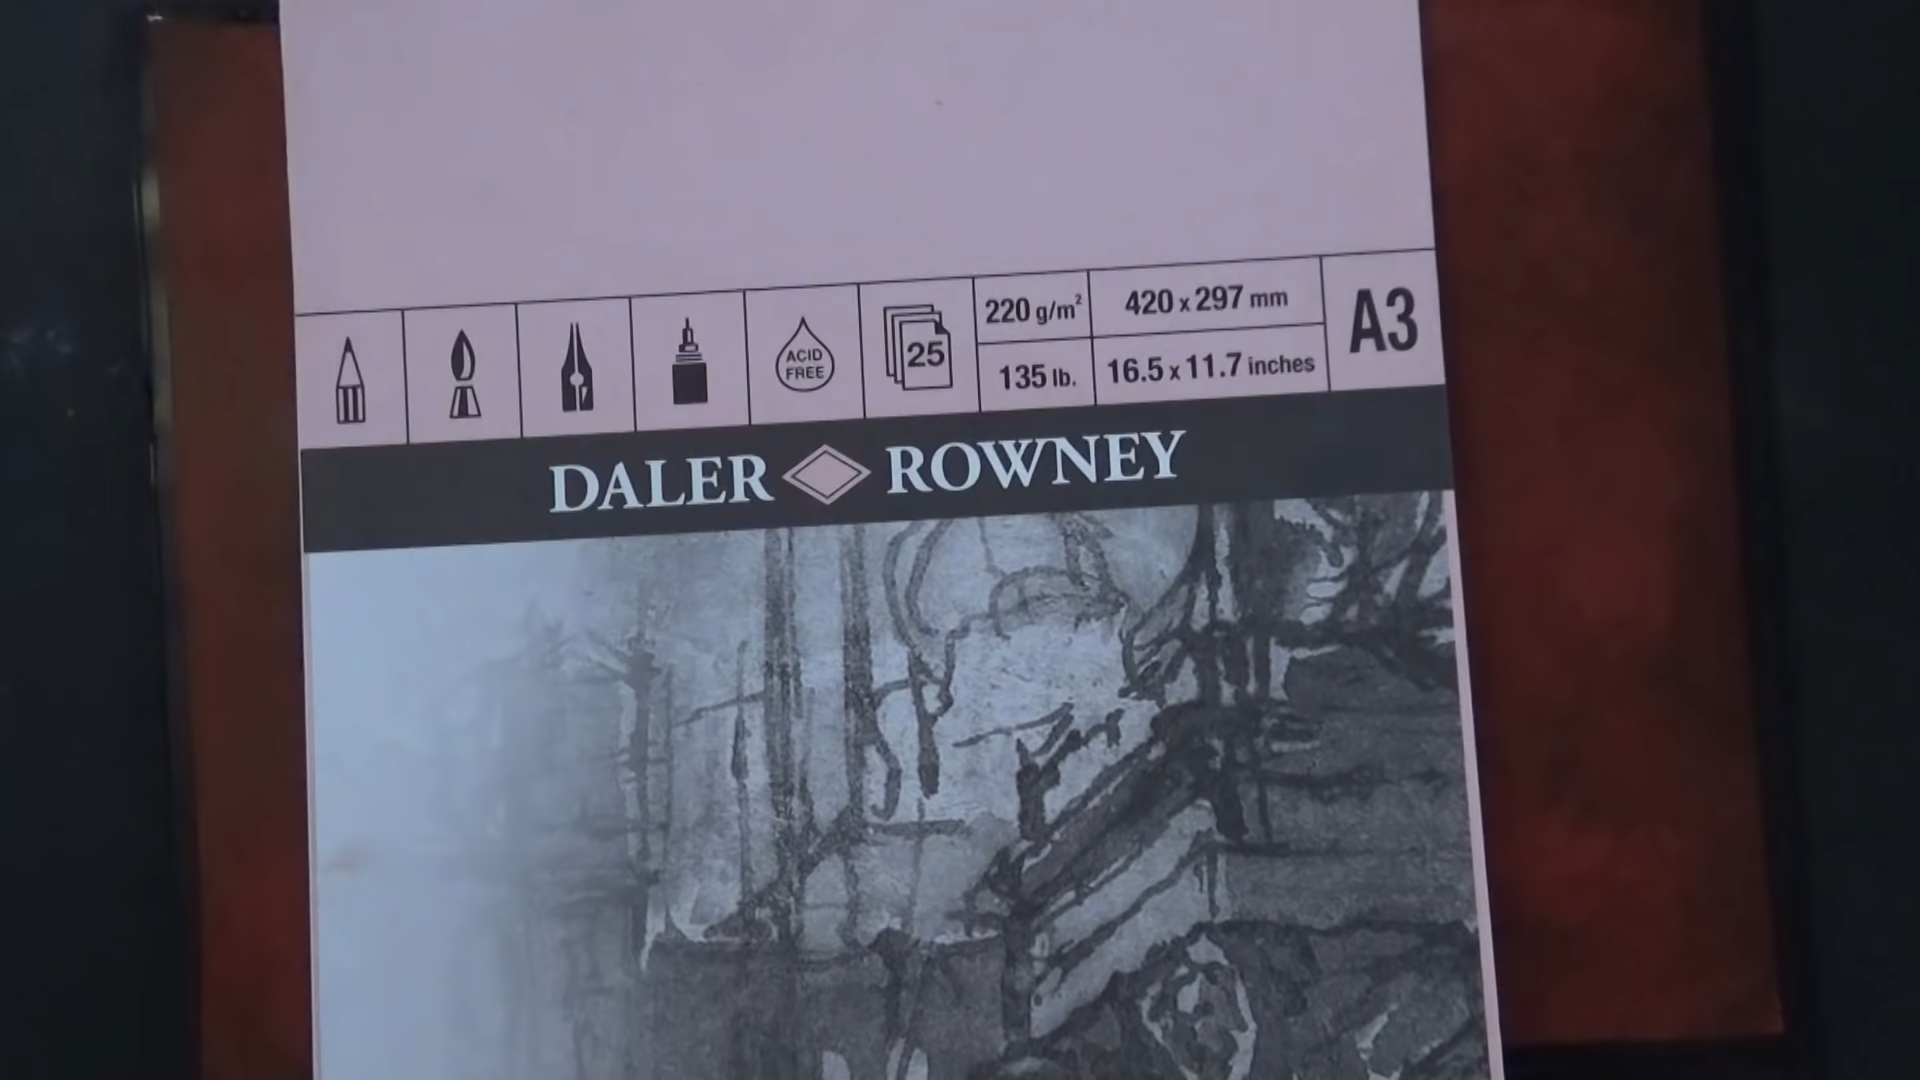 ACID
FREE
25
220 g/m²
135 lb.
420 x 297 mm
16.5 x 11.7 inches
A3
DALER ROWNEY